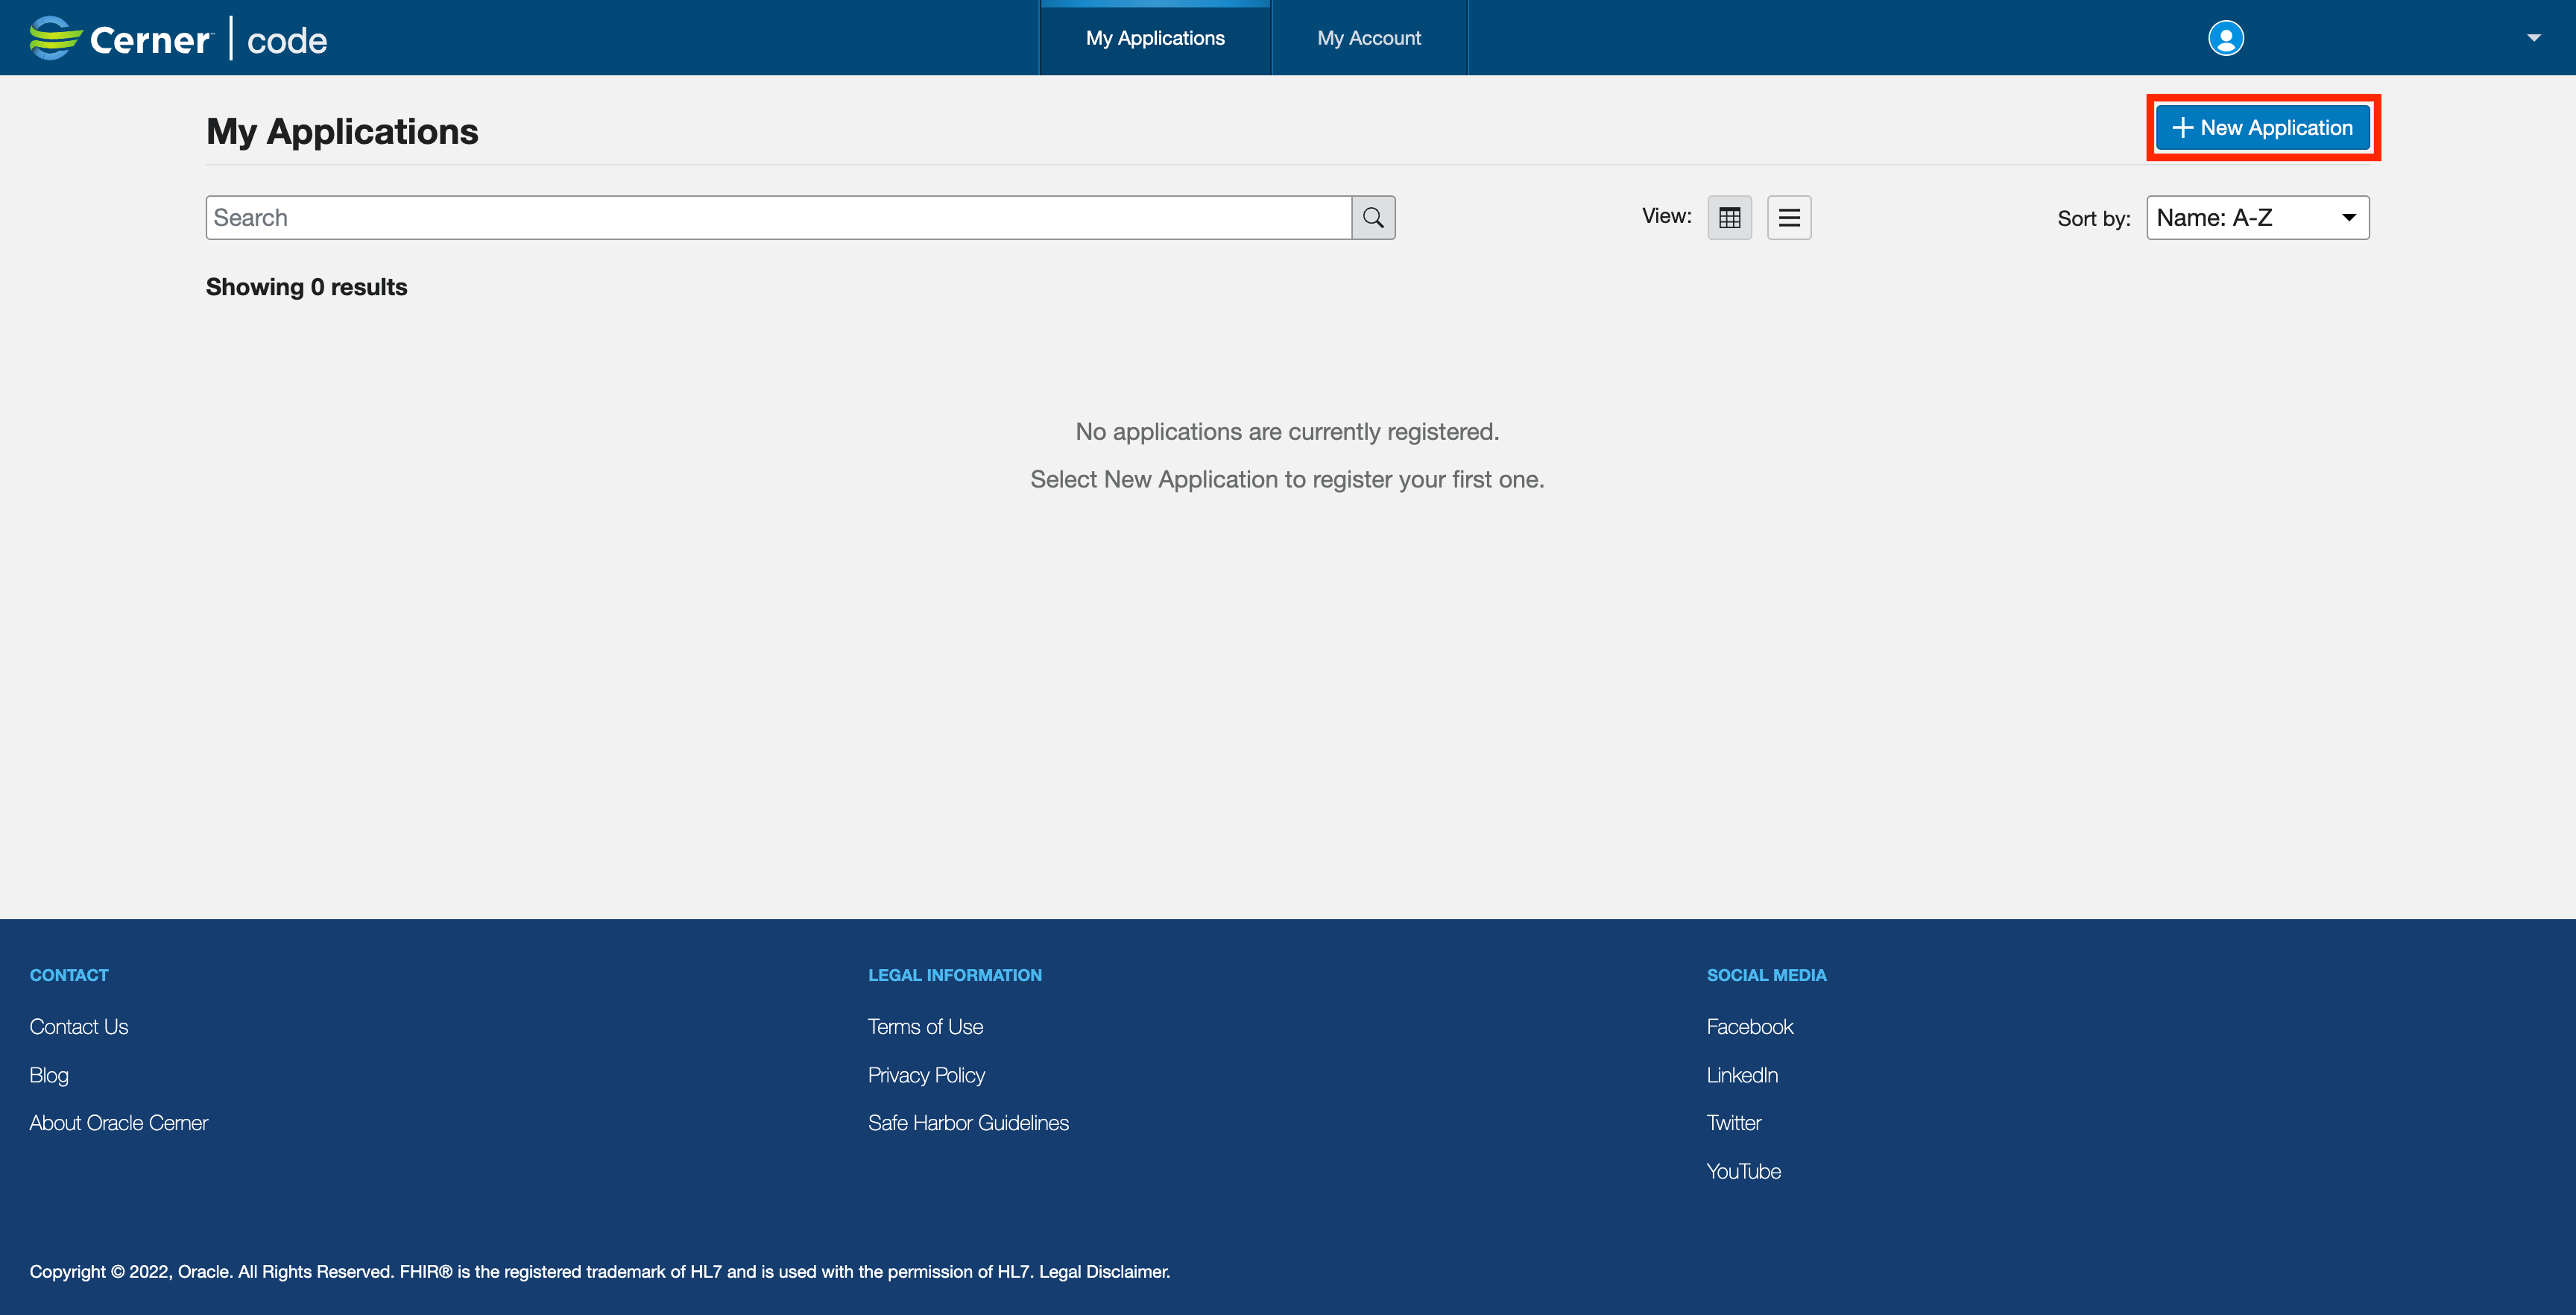 Cerner | code
My Applications
My Account
My Applications
New Application
Search
View:
Sort by:
Name: A-Z
Showing 0 results
No applications are currently registered.
Select New Application to register your first one.
CONTACT
Contact Us
Blog
About Oracle Cerner
LEGAL INFORMATION
Terms of Use
Privacy Policy
Safe Harbor Guidelines
SOCIAL MEDIA
Facebook
LinkedIn
Twitter
YouTube
Copyright © 2022, Oracle. All Rights Reserved. FHIR® is the registered trademark of HL7 and is used with the permission of HL7. Legal Disclaimer.